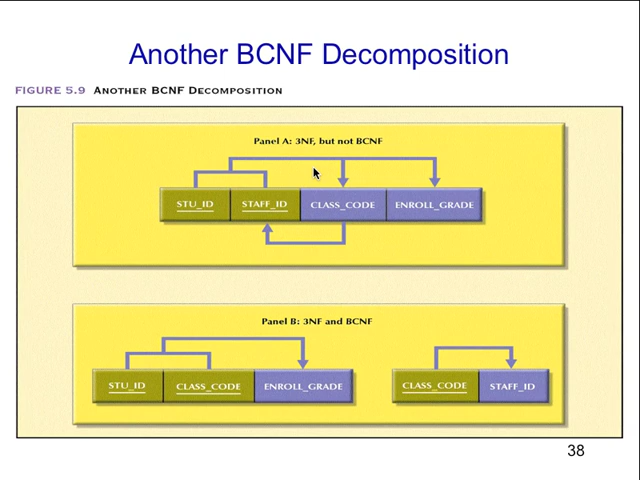 Another BCNF Decomposition
FIGURE 5.9 ANOTHER BCNF DECOMPOSITION
Panel A: 3NF, but not BCNF
STU_ID STAFF_ID CLASS_CODE ENROLL_GRADE
Panel B: 3NF and BCNF
STU_ID CLASS_CODE ENROLL_GRADE CLASS_CODE STAFF_ID
38